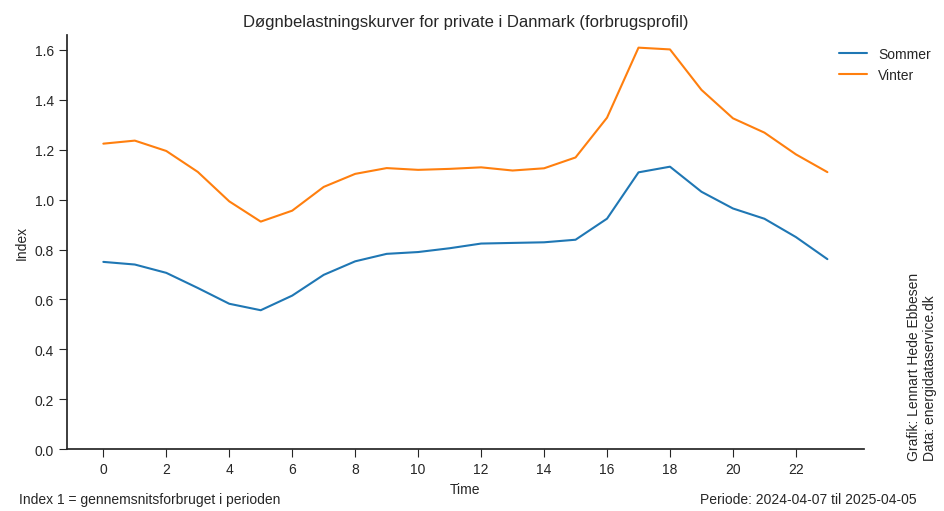 Døgnbelastningskurver for private i Danmark (forbrugsprofil)
Sommer
Vinter
Index
1.6
1.4
1.2
1.0
0.8
0.6
0.4
0.2
0.0
0 2 4 6 8 10 12 14 16 18 20 22
Time
Grafik: Lennart Hede Ebbesen
Data: energidataservice.dk
Index 1 = gennemsnitsforbruget i perioden
Periode: 2024-04-07 til 2025-04-05